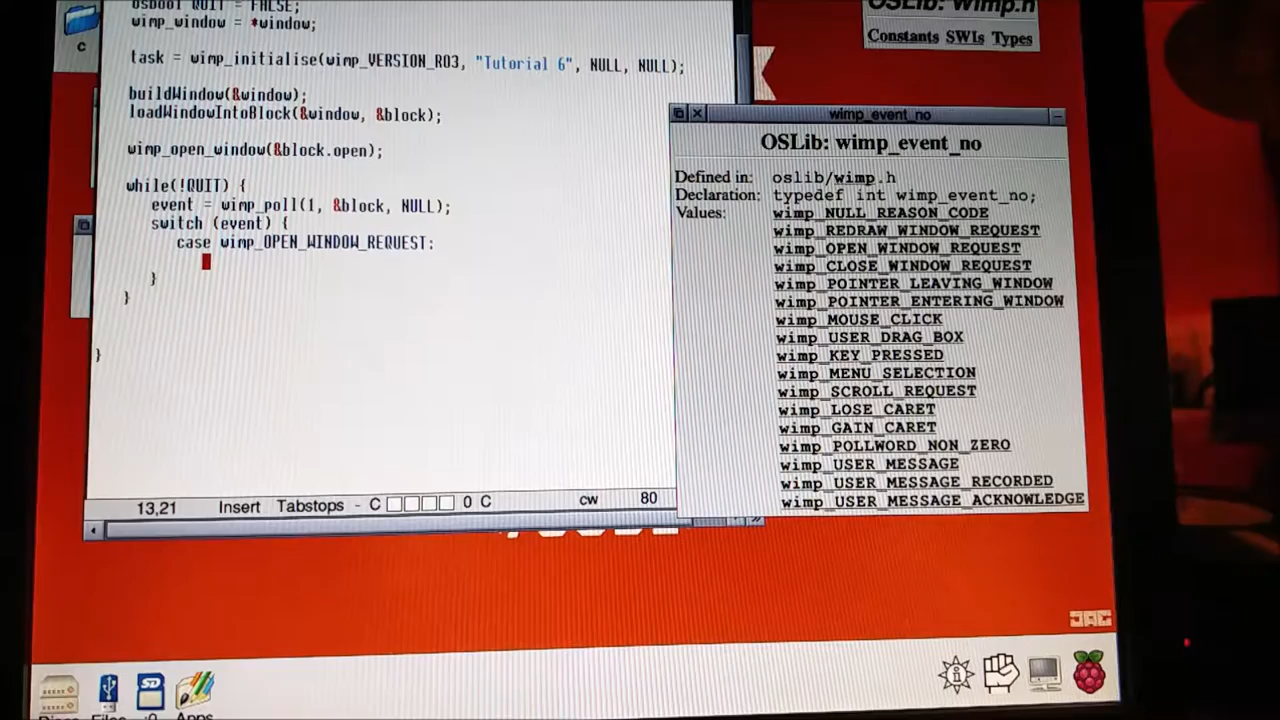 osbool QUIT = FALSE;
wimp_window = *window;
task = wimp_initialise(wimp_VERSION_RO3, "Tutorial 6", NULL, NULL);
buildWindow(&window);
loadWindowIntoBlock(&window, &block);
wimp_open_window(&block.open);
while(!QUIT) {
event = wimp_poll(1, &block, NULL);
switch (event) {
case wimp_OPEN_WINDOW_REQUEST:
}
}
}
13,21 Insert Tabstops - C 0 C cw 80
c
OSLib: Wimp.h
Constants SWIs Types
wimp_event_no
OSLib: wimp_event_no
Defined in: oslib/wimp.h
Declaration: typedef int wimp_event_no;
Values: wimp_NULL_REASON_CODE
wimp_REDRAW_WINDOW_REQUEST
wimp_OPEN_WINDOW_REQUEST
wimp_CLOSE_WINDOW_REQUEST
wimp_POINTER_LEAVING_WINDOW
wimp_POINTER_ENTERING_WINDOW
wimp_MOUSE_CLICK
wimp_USER_DRAG_BOX
wimp_KEY_PRESSED
wimp_MENU_SELECTION
wimp_SCROLL_REQUEST
wimp_LOSE_CARET
wimp_GAIN_CARET
wimp_POLLWORD_NON_ZERO
wimp_USER_MESSAGE
wimp_USER_MESSAGE_RECORDED
wimp_USER_MESSAGE_ACKNOWLEDGE
SD
:0 Apps